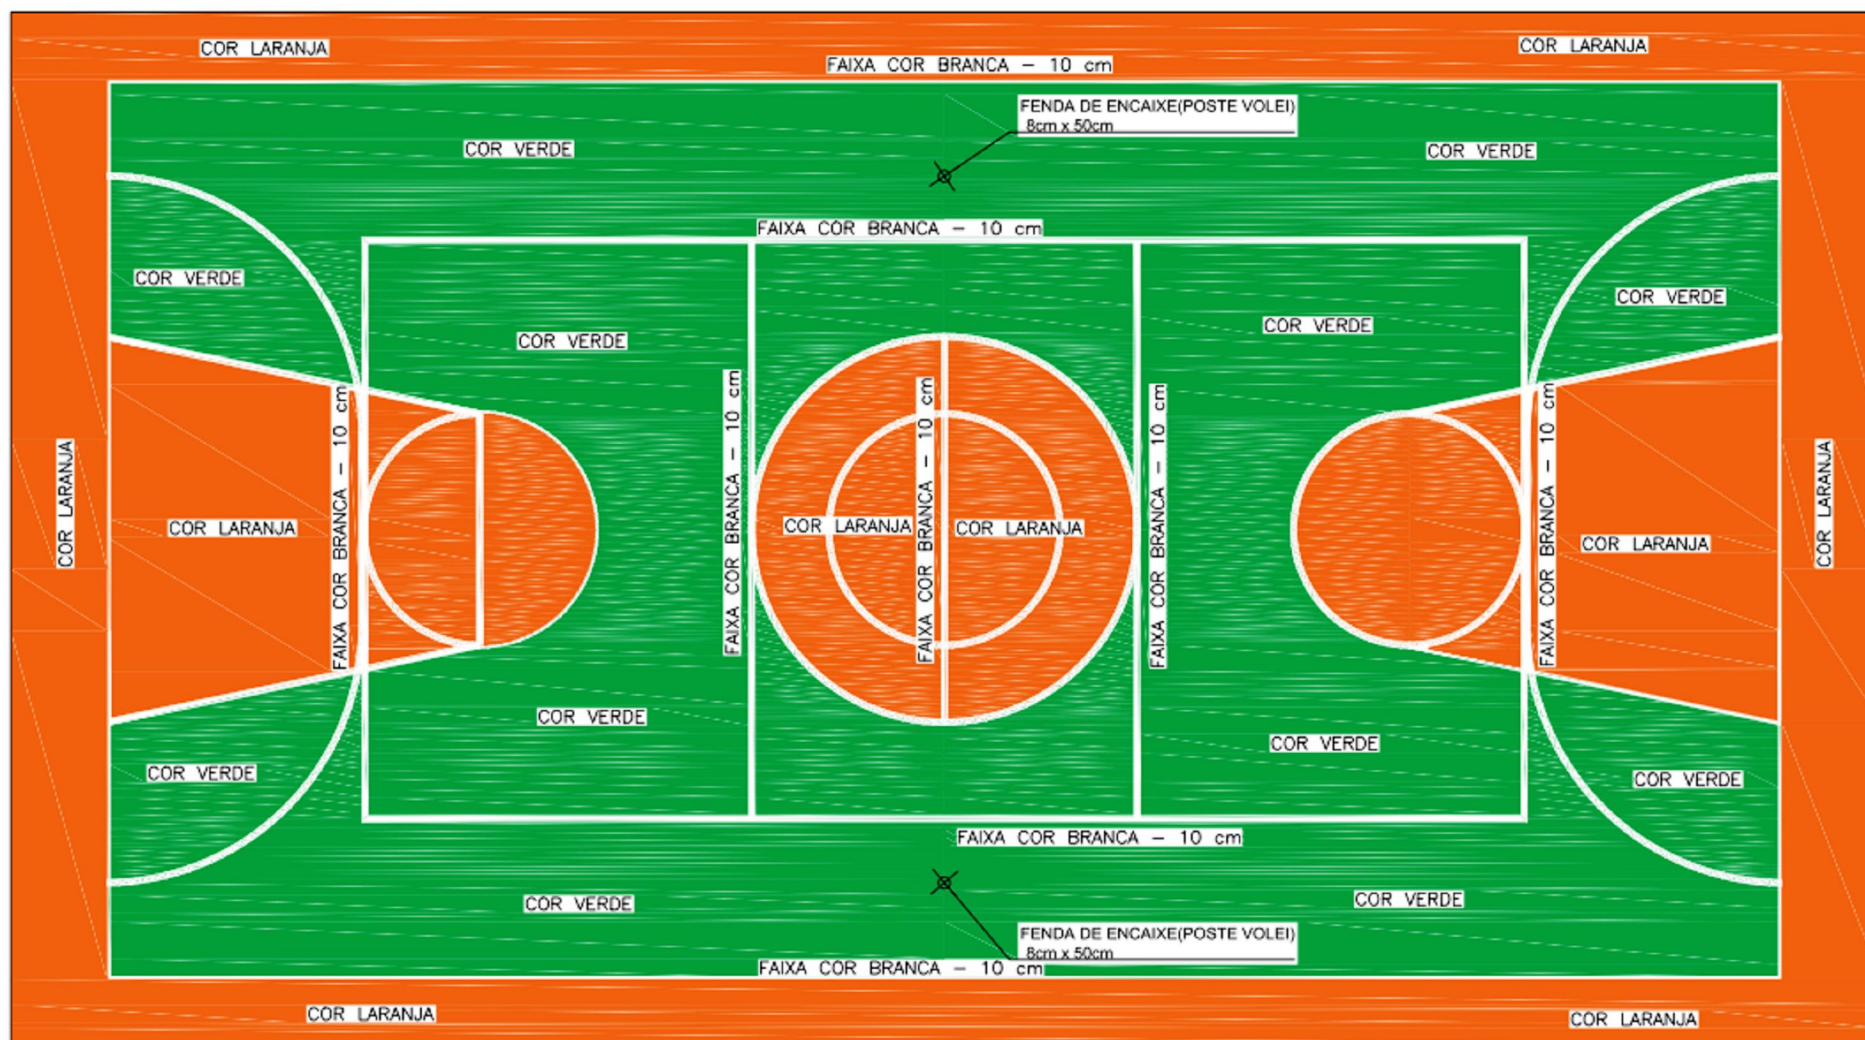 COR LARANJA
COR LARANJA
FAIXA COR BRANCA - 10 cm
FENDA DE ENCAIXE(POSTE VOLEI)
8cm x 50cm
COR VERDE
COR VERDE
FAIXA COR BRANCA - 10 cm
COR VERDE
COR VERDE
COR VERDE
COR VERDE
COR LARANJA
COR LARANJA
FAIXA COR BRANCA - 10 cm
FAIXA COR BRANCA - 10 cm
COR LARANJA
FAIXA COR BRANCA - 10 cm
COR LARANJA
FAIXA COR BRANCA - 10 cm
FAIXA COR BRANCA - 10 cm
COR LARANJA
COR LARANJA
COR VERDE
COR VERDE
COR VERDE
COR VERDE
FAIXA COR BRANCA - 10 cm
COR VERDE
COR VERDE
FENDA DE ENCAIXE(POSTE VOLEI)
8cm x 50cm
FAIXA COR BRANCA - 10 cm
COR LARANJA
COR LARANJA